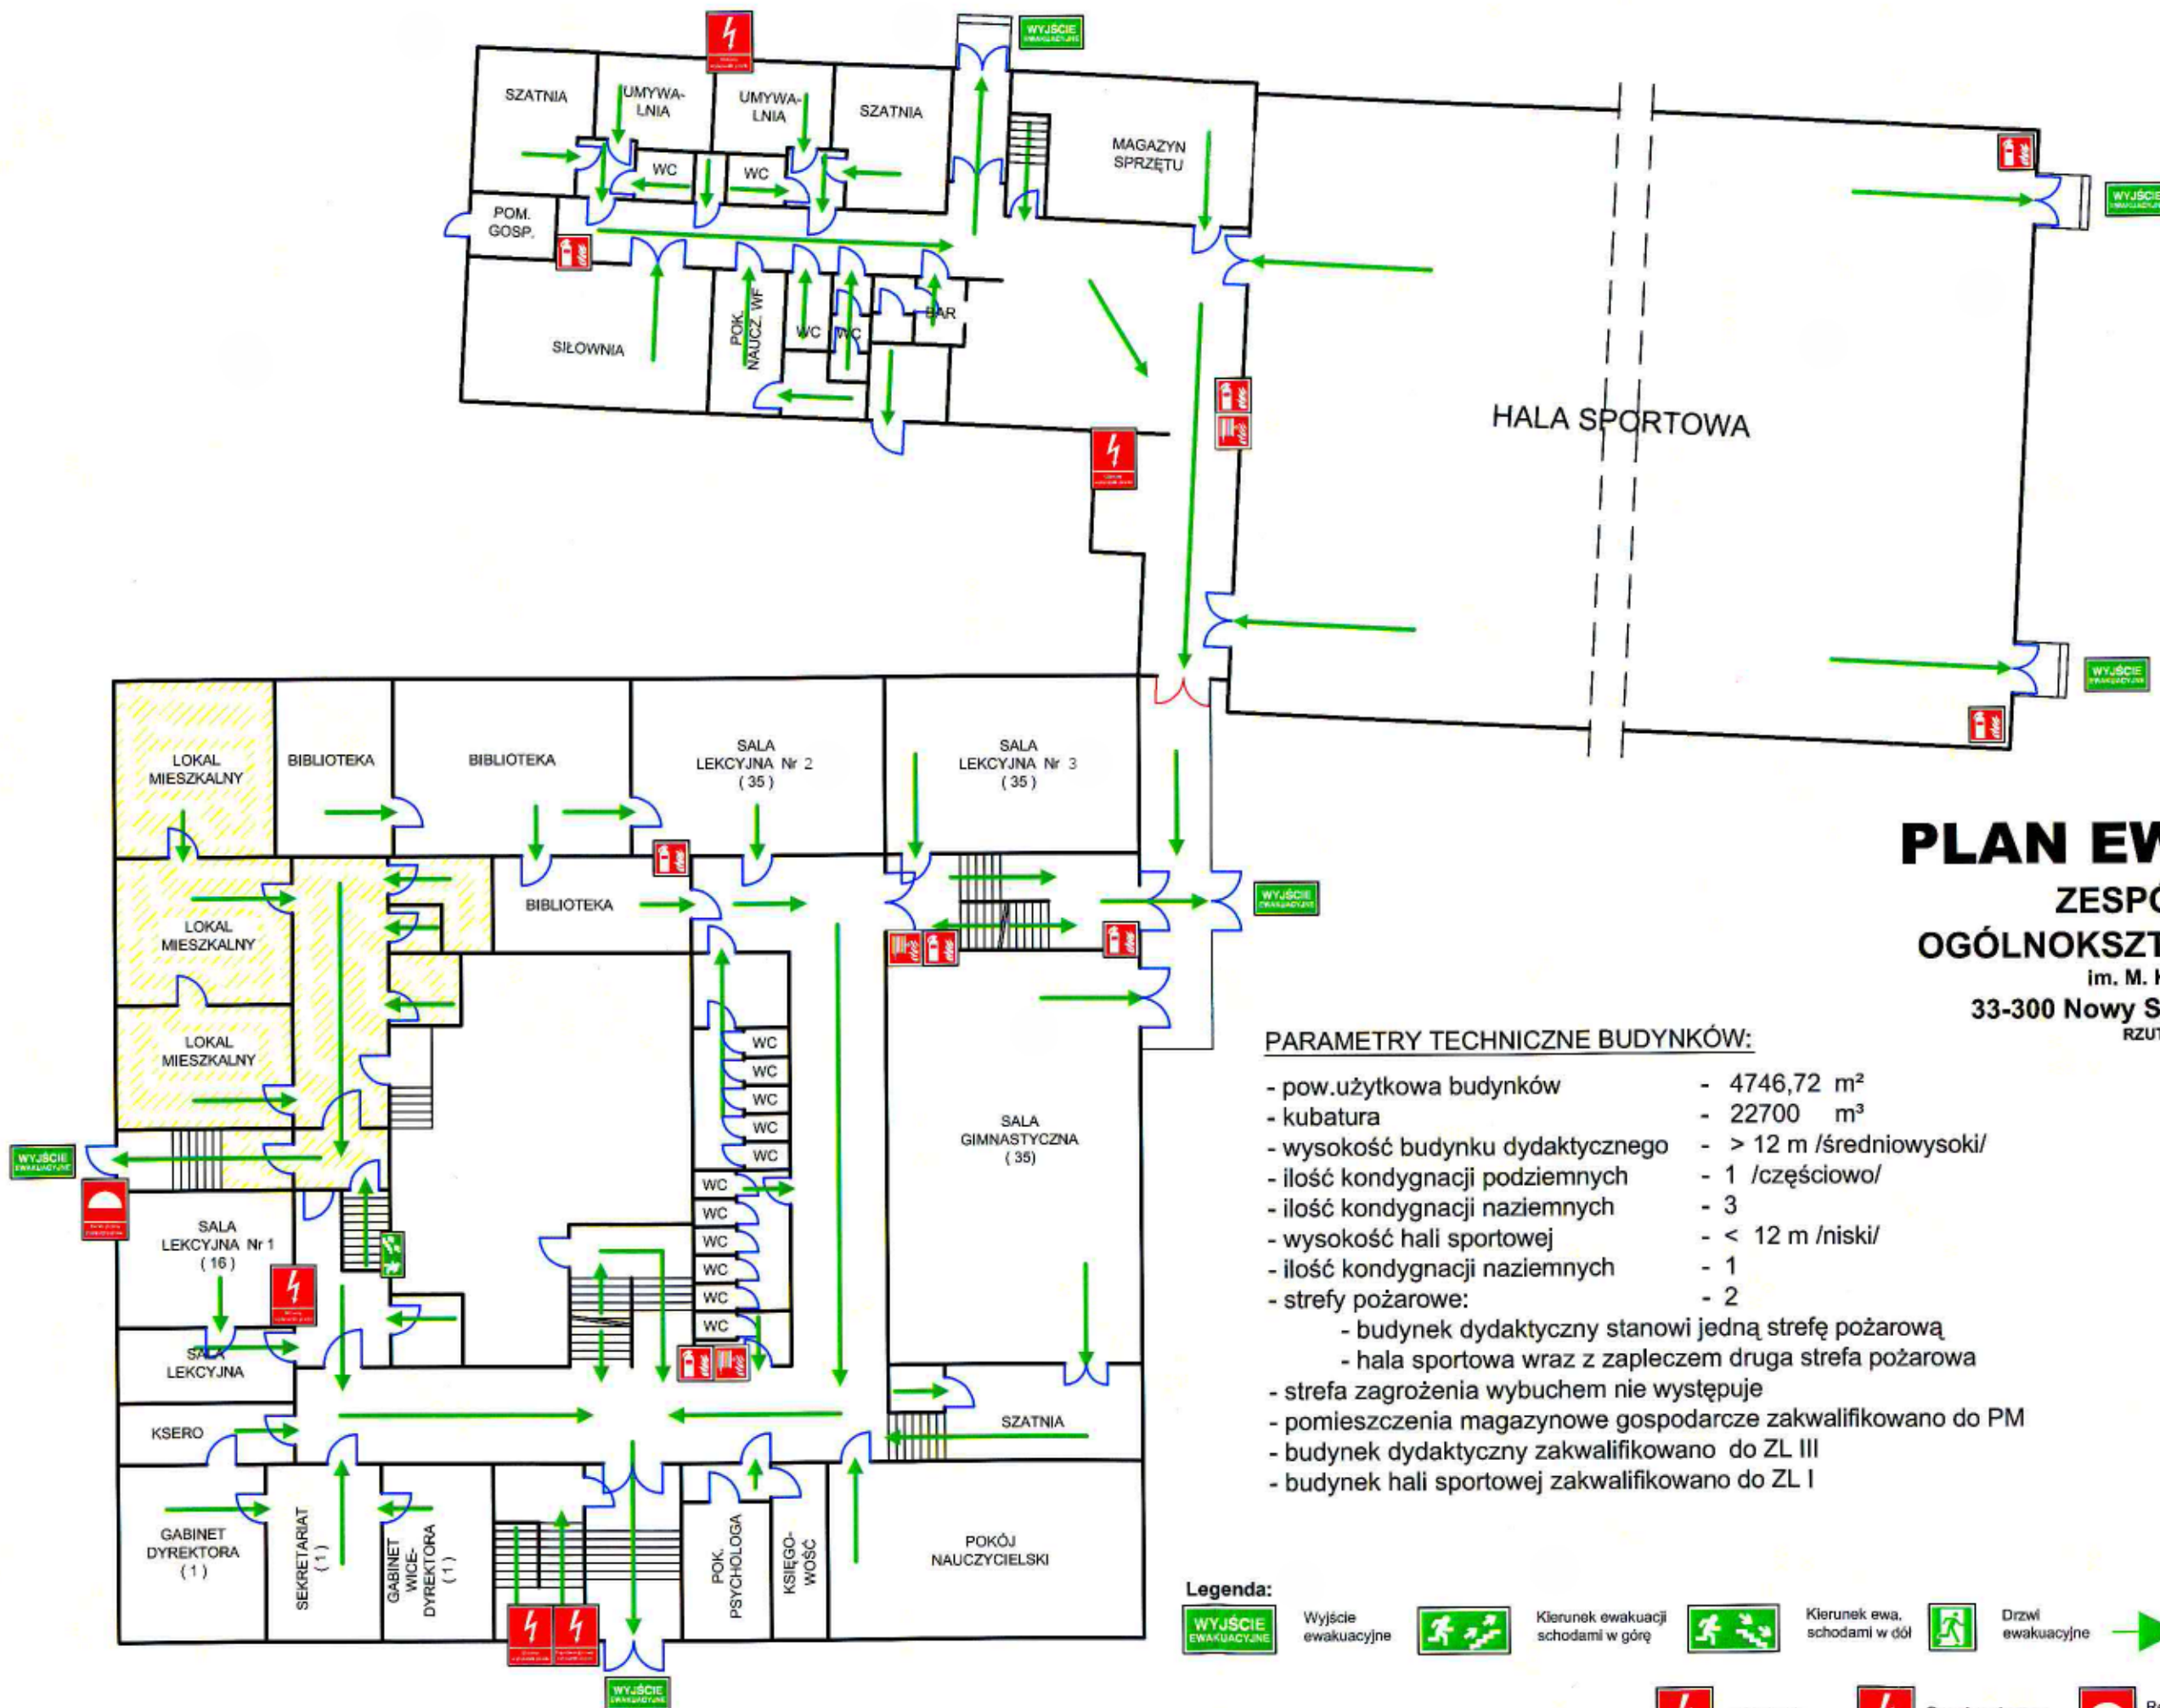 WYJŚCIE
EWAKUACYJNE
SZATNIA
UMYWA-
LNIA
UMYWA-
LNIA
SZATNIA
MAGAZYN
SPRZĘTU
WC
WC
POM.
GOSP.
WYJŚCIE
EWAKUACYJNE
SIŁOWNIA
POK.
NAUCZ. WF
WC
WC
BAR
HALA SPORTOWA
WYJŚCIE
EWAKUACYJNE
LOKAL
MIESZKALNY
BIBLIOTEKA
BIBLIOTEKA
SALA
LEKCYJNA Nr 2
( 35 )
SALA
LEKCYJNA Nr 3
( 35 )
LOKAL
MIESZKALNY
BIBLIOTEKA
WYJŚCIE
EWAKUACYJNE
LOKAL
MIESZKALNY
WC
WC
WC
WC
WC
WC
WC
WC
WC
WC
WC
SALA
GIMNASTYCZNA
( 35)
WYJŚCIE
EWAKUACYJNE
SALA
LEKCYJNA Nr 1
( 16 )
SALA
LEKCYJNA
KSERO
SZATNIA
GABINET
DYREKTORA
( 1 )
SEKRETARIAT
( 1 )
GABINET
WICE-
DYREKTORA
( 1 )
POK.
PSYCHOLOGA
KSIĘGO-
WOŚĆ
POKÓJ
NAUCZYCIELSKI
WYJŚCIE
EWAKUACYJNE
PLAN EW
ZESPÓ
OGÓLNOKSZT
im. M. K
33-300 Nowy S
RZUT
PARAMETRY TECHNICZNE BUDYNKÓW:
- pow.użytkowa budynków - 4746,72 m²
- kubatura - 22700 m³
- wysokość budynku dydaktycznego - > 12 m /średniowysoki/
- ilość kondygnacji podziemnych - 1 /częściowo/
- ilość kondygnacji naziemnych - 3
- wysokość hali sportowej - < 12 m /niski/
- ilość kondygnacji naziemnych - 1
- strefy pożarowe: - 2
- budynek dydaktyczny stanowi jedną strefę pożarową
- hala sportowa wraz z zapleczem druga strefa pożarowa
- strefa zagrożenia wybuchem nie występuje
- pomieszczenia magazynowe gospodarcze zakwalifikowano do PM
- budynek dydaktyczny zakwalifikowano do ZL III
- budynek hali sportowej zakwalifikowano do ZL I
Legenda:
WYJŚCIE
EWAKUACYJNE
Wyjście
ewakuacyjne
Kierunek ewakuacji
schodami w górę
Kierunek ewa.
schodami w dół
Drzwi
ewakuacyjne